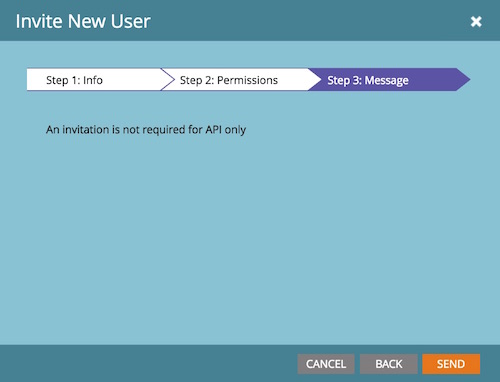 Invite New User
Step 1: Info
Step 2: Permissions
Step 3: Message
An invitation is not required for API only
CANCEL
BACK
SEND